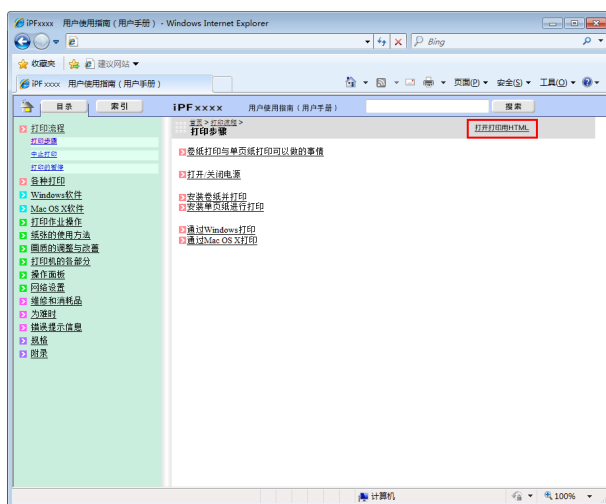 iPFxxxx 用户使用指南(用户手册) - Windows Internet Explorer
Bing
收藏夹 建议网站
iPF xxxx 用户使用指南(用户手册)
页面(P) 安全(S) 工具(O)
目录 索引 iPFxxxx 用户使用指南(用户手册) 搜索
首页 > 打印流程 >
打印步骤
打开打印用HTML
打印流程
打印步骤
中止打印
打印的暂停
各种打印
Windows软件
Mac OS X软件
打印作业操作
纸张的使用方法
画质的调整与改善
打印机的各部分
操作面板
网络设置
维修和消耗品
为难时
错误提示信息
规格
附录
卷纸打印与单页纸打印可以做的事情
打开/关闭电源
安装卷纸并打印
安装单页纸进行打印
通过Windows打印
通过Mac OS X打印
计算机
100%